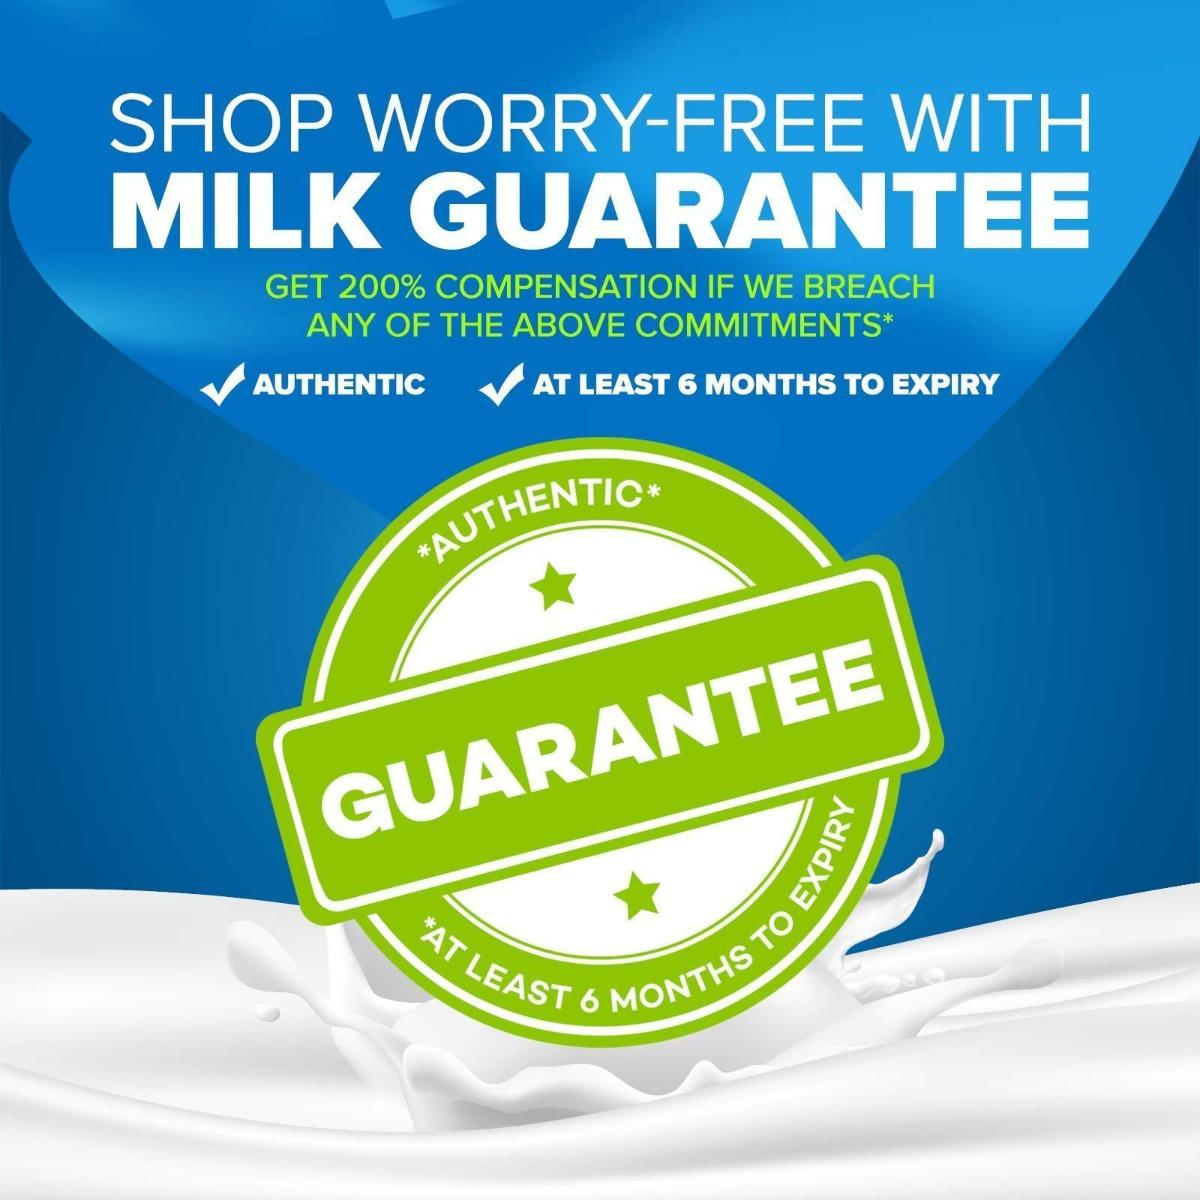 SHOP WORRY-FREE WITH
MILK GUARANTEE
GET 200% COMPENSATION IF WE BREACH
ANY OF THE ABOVE COMMITMENTS*
AUTHENTIC
AT LEAST 6 MONTHS TO EXPIRY
*AUTHENTIC*
GUARANTEE
*AT LEAST 6 MONTHS TO EXPIRY